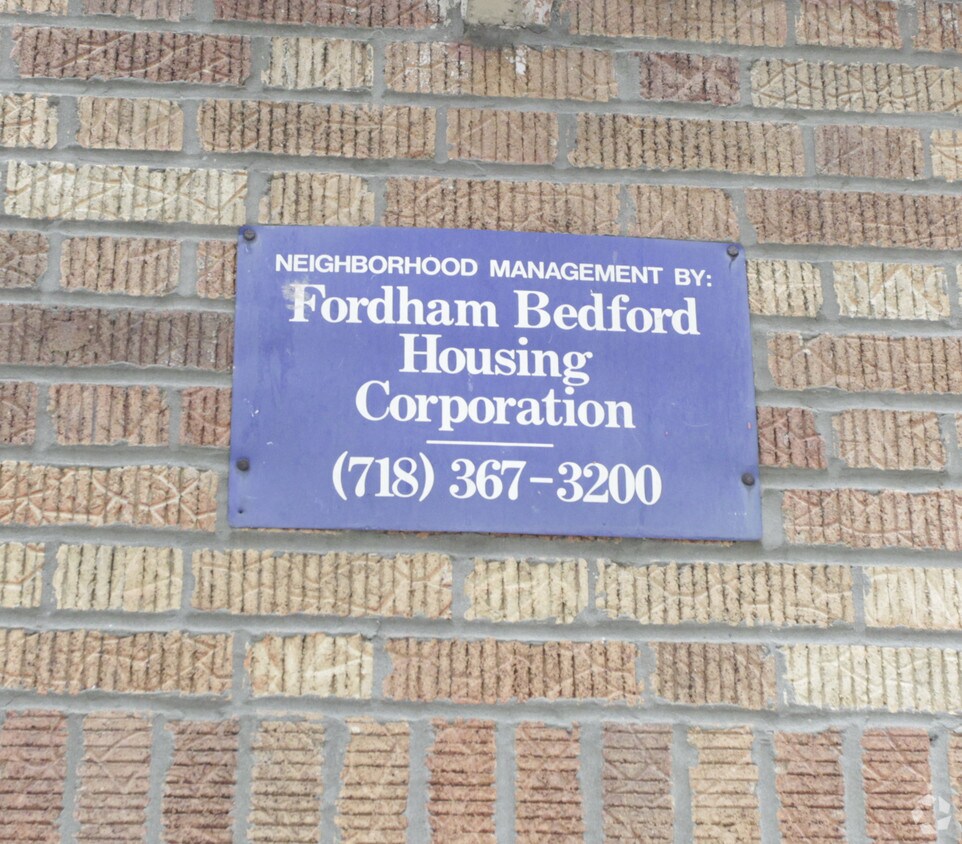 NEIGHBORHOOD MANAGEMENT BY:
Fordham Bedford
Housing
Corporation
(718) 367-3200